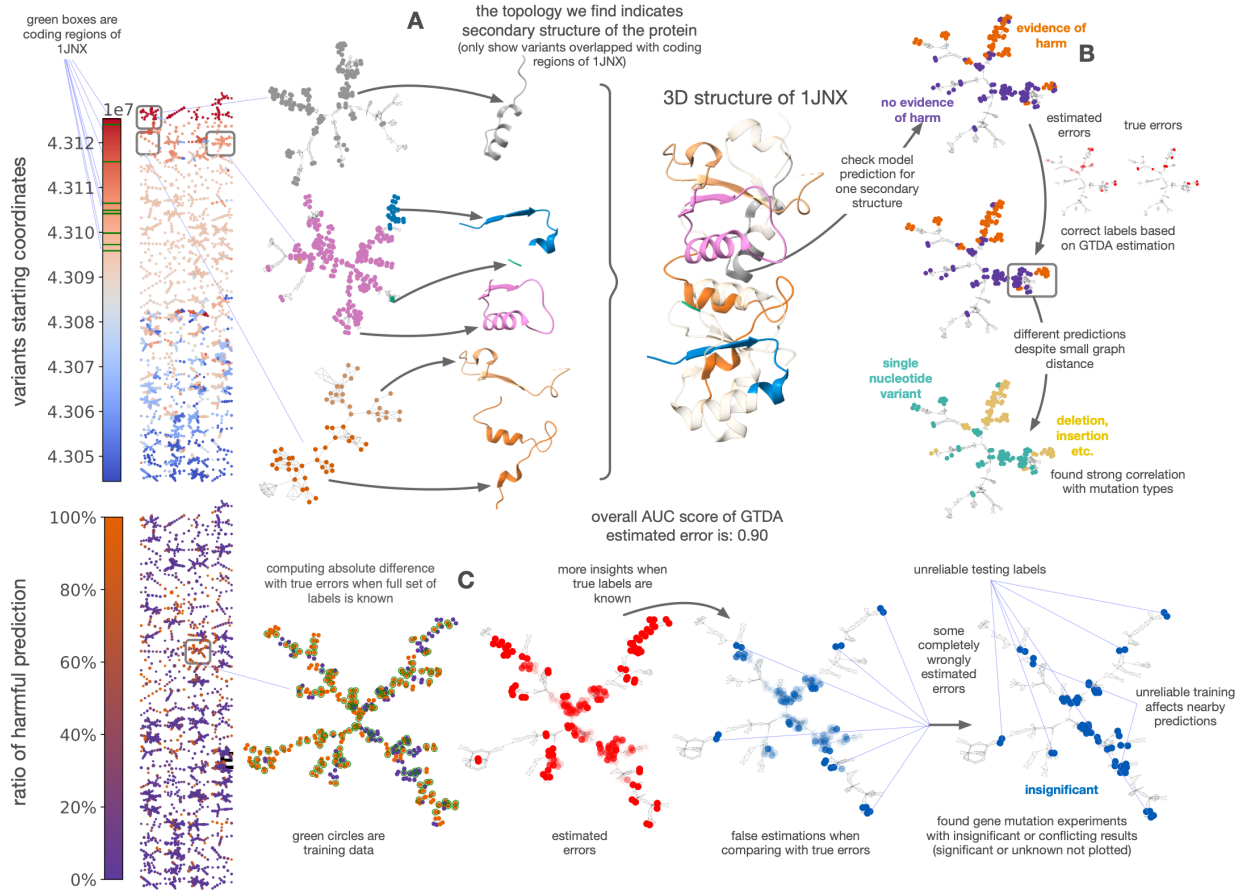 green boxes are
coding regions of
1JNX
A
the topology we find indicates
secondary structure of the protein
(only show variants overlapped with coding
regions of 1JNX)
1e7
4.312
4.311
4.310
4.309
4.308
4.307
4.306
4.305
variants starting coordinates
3D structure of 1JNX
B
evidence of
harm
no evidence
of harm
check model
prediction for
one secondary
structure
estimated
errors
true errors
correct labels based
on GTDA estimation
different predictions
despite small graph
distance
single
nucleotide
variant
deletion,
insertion
etc.
found strong correlation
with mutation types
overall AUC score of GTDA
estimated error is: 0.90
100%
80%
60%
40%
20%
0%
ratio of harmful prediction
C
computing absolute difference
with true errors when full set of
labels is known
more insights when
true labels are
known
unreliable testing labels
some
completely
wrongly
estimated
errors
unreliable training
affects nearby
predictions
insignificant
green circles are
training data
estimated
errors
false estimations when
comparing with true errors
found gene mutation experiments
with insignificant or conflicting results
(significant or unknown not plotted)